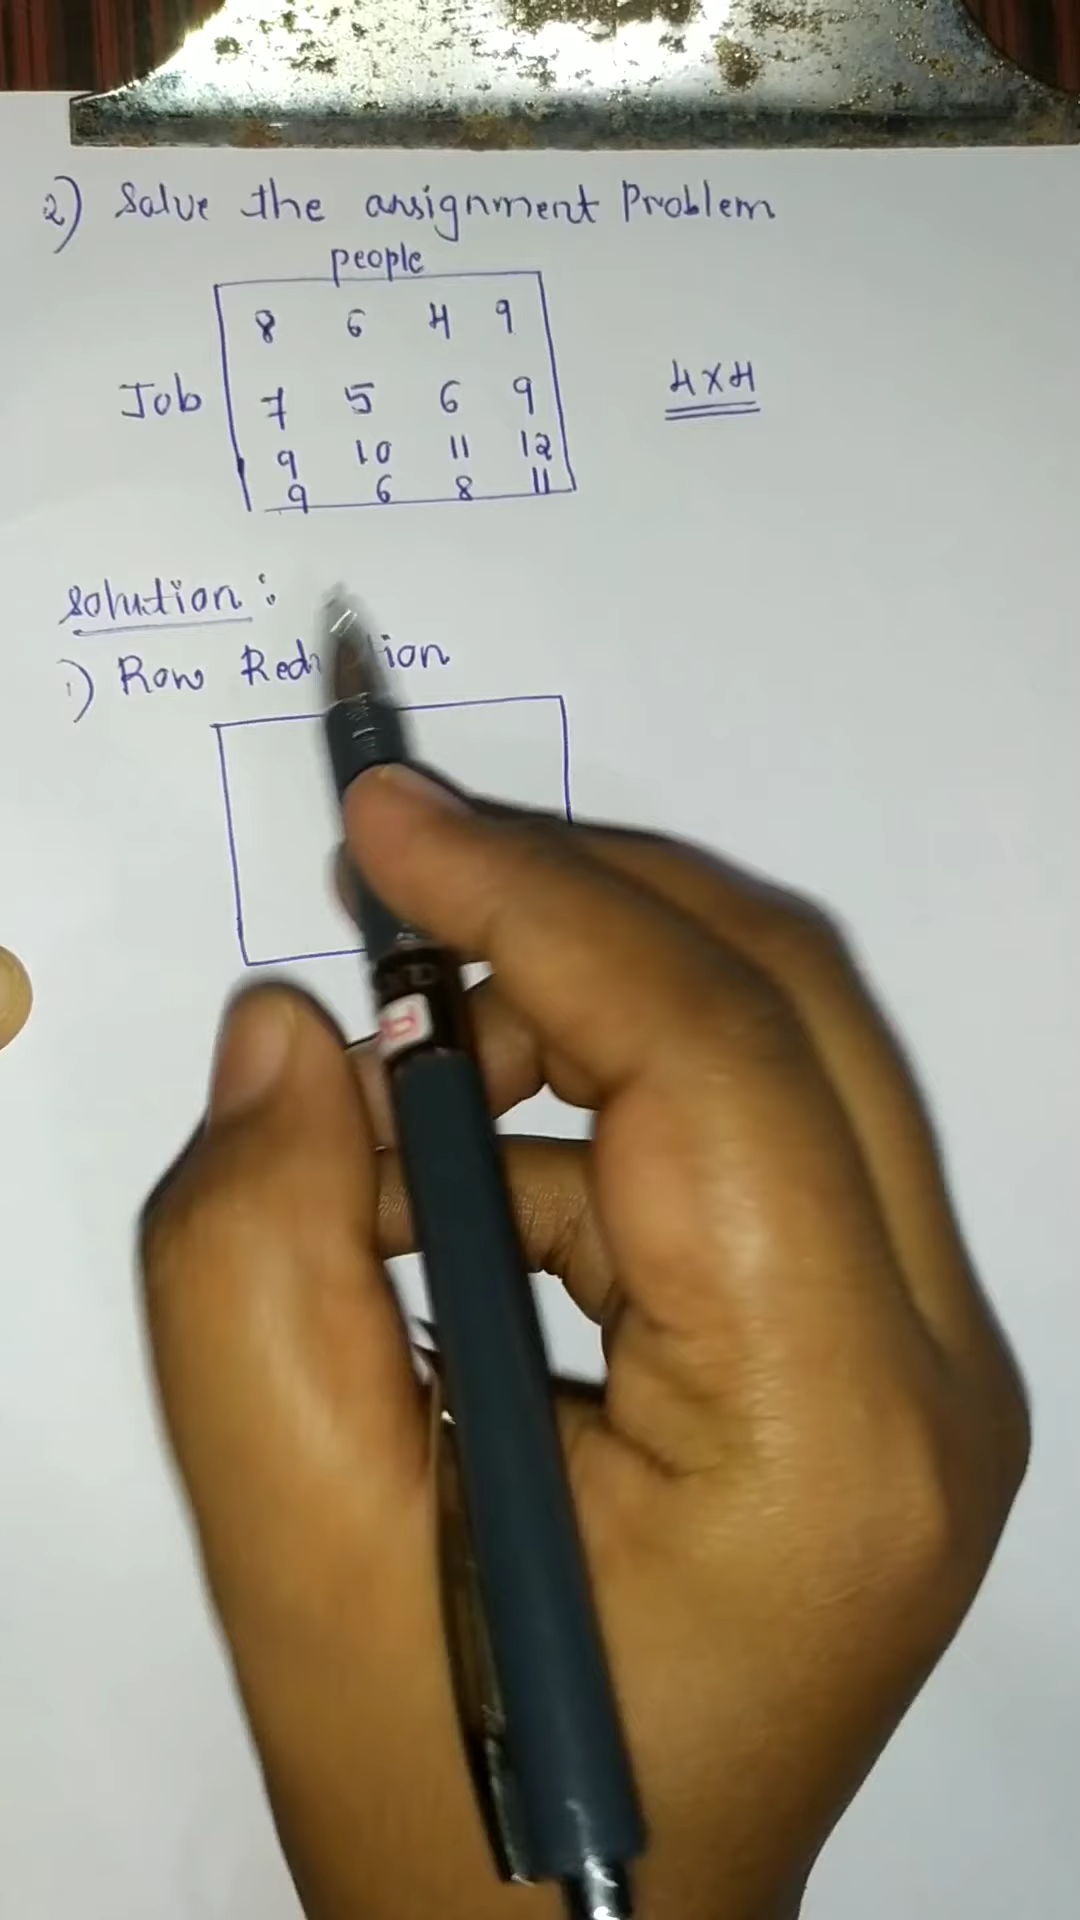 2) Solve the assignment Problem
people
8 6 4 9
Job 7 5 6 9 4x4
9 10 11 12
9 6 8 11
Solution:
1) Row